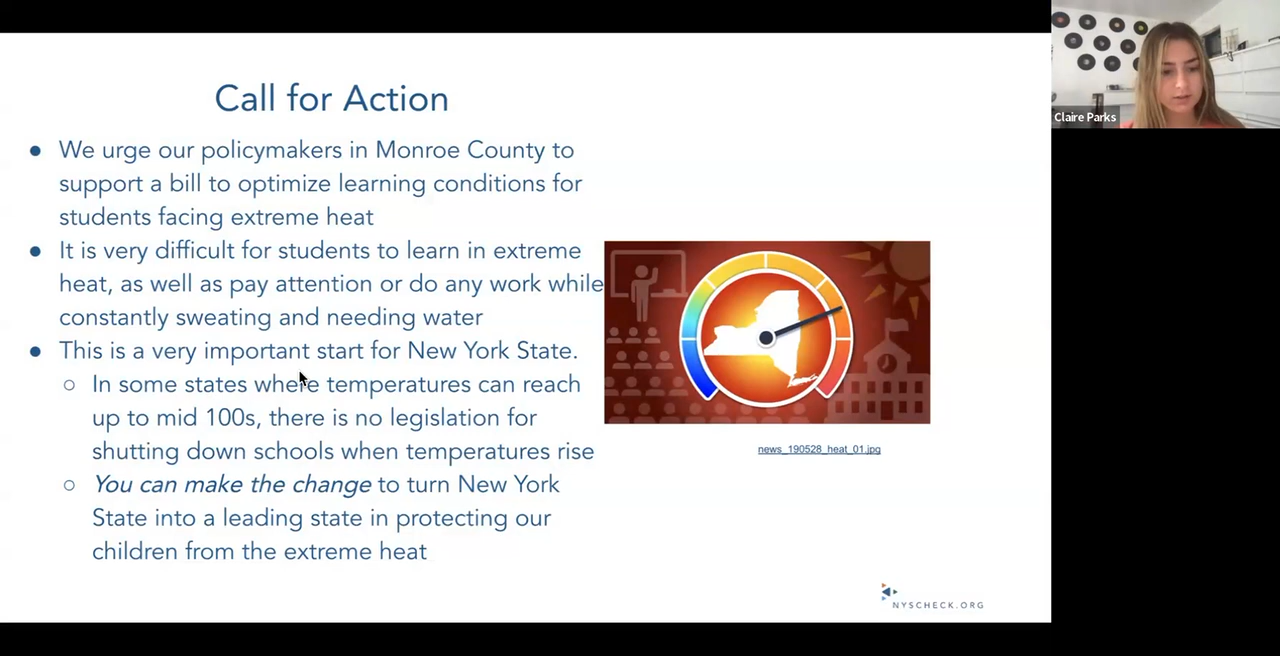 Call for Action
● We urge our policymakers in Monroe County to
support a bill to optimize learning conditions for
students facing extreme heat
● It is very difficult for students to learn in extreme
heat, as well as pay attention or do any work while
constantly sweating and needing water
● This is a very important start for New York State.
○ In some states where temperatures can reach
up to mid 100s, there is no legislation for
shutting down schools when temperatures rise
○ You can make the change to turn New York
State into a leading state in protecting our
children from the extreme heat
news_190528_heat_01.jpg
NYSCHECK.ORG
Claire Parks